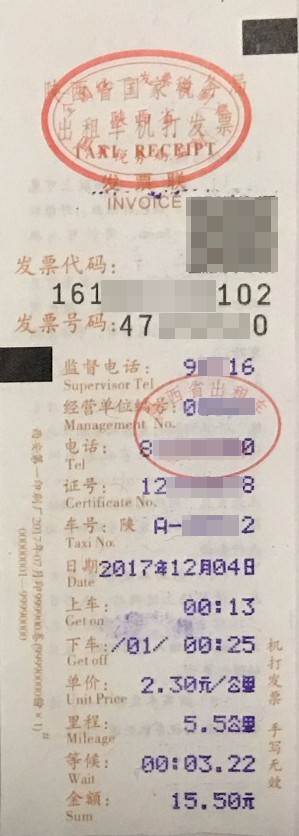 陕西省国家税务局
出租车机打发票
TAXI RECEIPT
发票联
INVOICE
发票代码:
161 102
发票号码:47 0
监督电话: 9 16
Supervisor Tel
经营单位编号:0
Management No.
电话: 8 0
Tel
证号: 12 8
Certificate No.
车号: 陕 A- 2
Taxi No.
日期2017年12月04日
Date
上车: 00:13
Get on
下车:/01/ 00:25
Get off
单价: 2.30元/公里
Unit Price
里程: 5.5公里
Mileage
等候: 00:03.22
Wait
金额: 15.50元
Sum
机打发票 手写无效